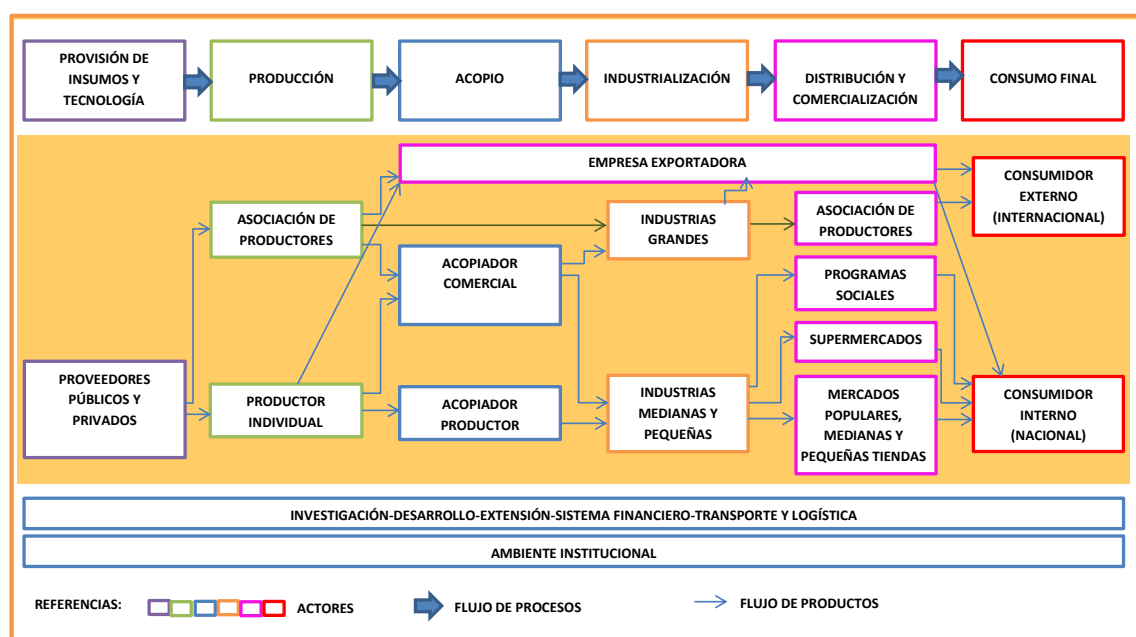 PROVISIÓN DE
INSUMOS Y
TECNOLOGÍA
PRODUCCIÓN
ACOPIO
INDUSTRIALIZACIÓN
DISTRIBUCIÓN Y
COMERCIALIZACIÓN
CONSUMO FINAL
EMPRESA EXPORTADORA
CONSUMIDOR
EXTERNO
(INTERNACIONAL)
ASOCIACIÓN DE
PRODUCTORES
INDUSTRIAS
GRANDES
ASOCIACIÓN DE
PRODUCTORES
ACOPIADOR
COMERCIAL
PROGRAMAS
SOCIALES
SUPERMERCADOS
PROVEEDORES
PÚBLICOS Y
PRIVADOS
PRODUCTOR
INDIVIDUAL
ACOPIADOR
PRODUCTOR
INDUSTRIAS
MEDIANAS Y
PEQUEÑAS
MERCADOS
POPULARES,
MEDIANAS Y
PEQUEÑAS TIENDAS
CONSUMIDOR
INTERNO
(NACIONAL)
INVESTIGACIÓN-DESARROLLO-EXTENSIÓN-SISTEMA FINANCIERO-TRANSPORTE Y LOGÍSTICA
AMBIENTE INSTITUCIONAL
REFERENCIAS: ACTORES FLUJO DE PROCESOS FLUJO DE PRODUCTOS